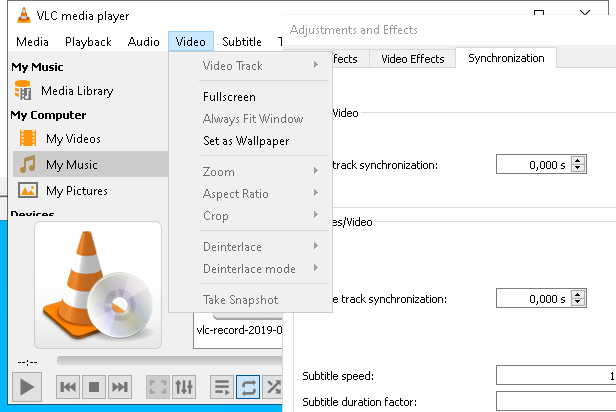 VLC media player
Media Playback Audio Video Subtitle T
Adjustments and Effects
ffects Video Effects Synchronization
My Music
Media Library
My Computer
My Videos
My Music
My Pictures
Devices
Video Track
Fullscreen
Always Fit Window
Set as Wallpaper
Zoom
Aspect Ratio
Crop
Deinterlace
Deinterlace mode
Take Snapshot
/Video
track synchronization: 0,000 s
es/Video
e track synchronization: 0,000 s
vlc-record-2019-0
--:--
Subtitle speed: 1
Subtitle duration factor: